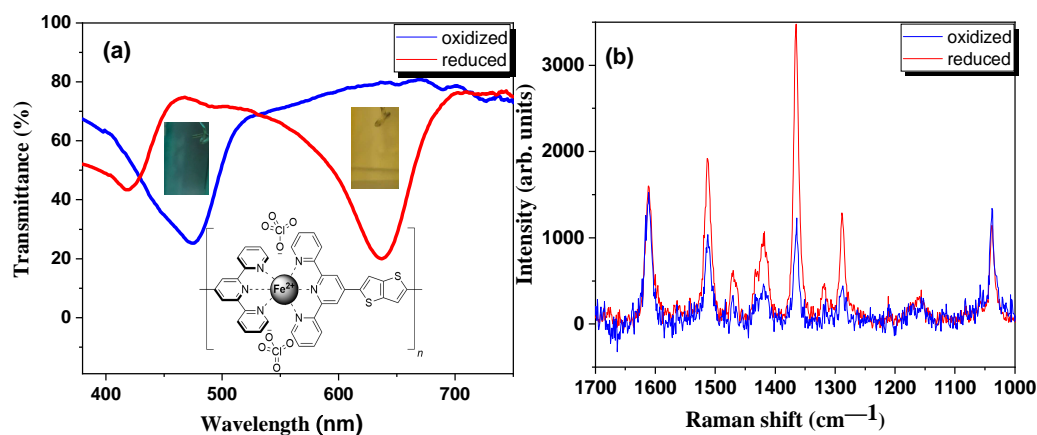 (a)
oxidized
reduced
100
80
60
40
20
0
Transmittance (%)
400
500
600
700
Wavelength (nm)
Fe2+
N
N
N
N
N
N
S
S
O
O
O
Cl
O
O
O
O
Cl
O
n
(b)
oxidized
reduced
3000
2000
1000
0
Intensity (arb. units)
1700
1600
1500
1400
1300
1200
1100
1000
Raman shift (cm—1)